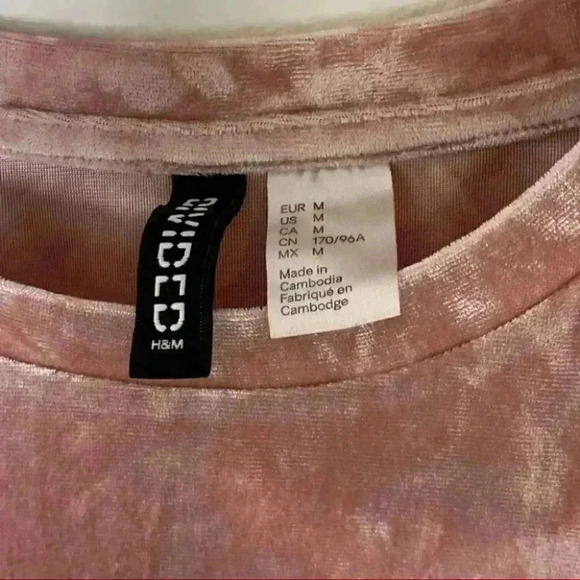 DIVIDED
H&M
EUR M
US M
CA M
CN 170/96A
MX M
Made in
Cambodia
Fabriqué en
Cambodge